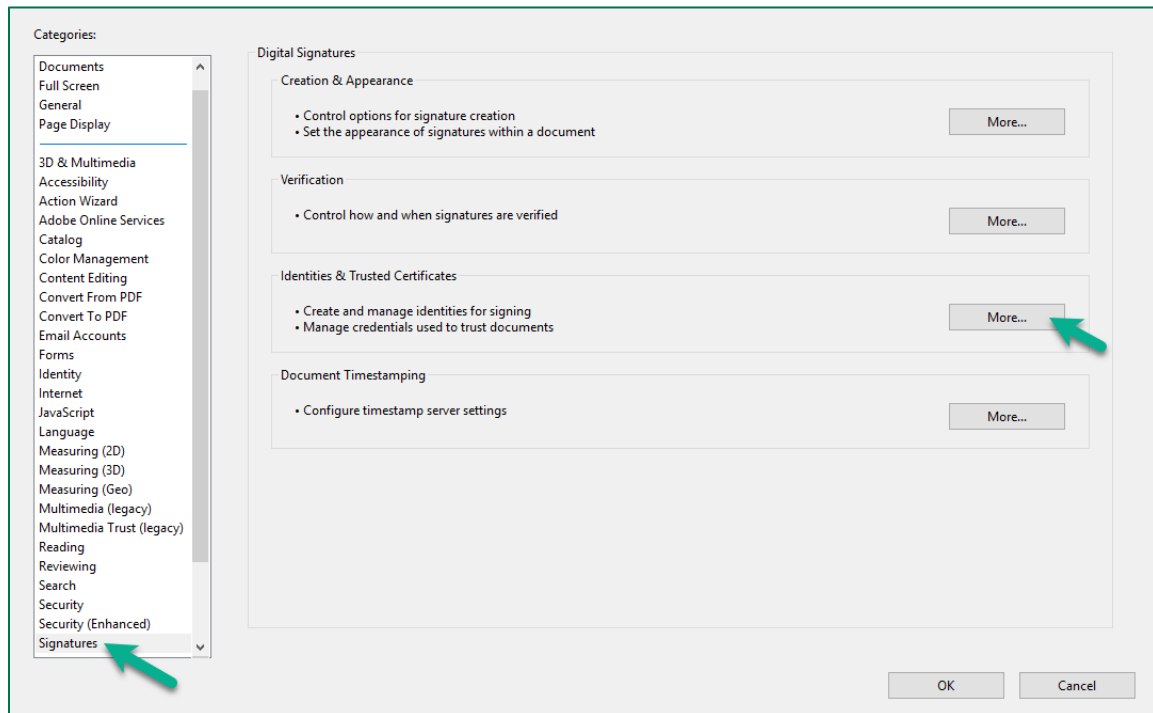 Categories:
Documents
Full Screen
General
Page Display
3D & Multimedia
Accessibility
Action Wizard
Adobe Online Services
Catalog
Color Management
Content Editing
Convert From PDF
Convert To PDF
Email Accounts
Forms
Identity
Internet
JavaScript
Language
Measuring (2D)
Measuring (3D)
Measuring (Geo)
Multimedia (legacy)
Multimedia Trust (legacy)
Reading
Reviewing
Search
Security
Security (Enhanced)
Signatures
Digital Signatures
Creation & Appearance
• Control options for signature creation
• Set the appearance of signatures within a document
More...
Verification
• Control how and when signatures are verified
More...
Identities & Trusted Certificates
• Create and manage identities for signing
• Manage credentials used to trust documents
More...
Document Timestamping
• Configure timestamp server settings
More...
OK
Cancel